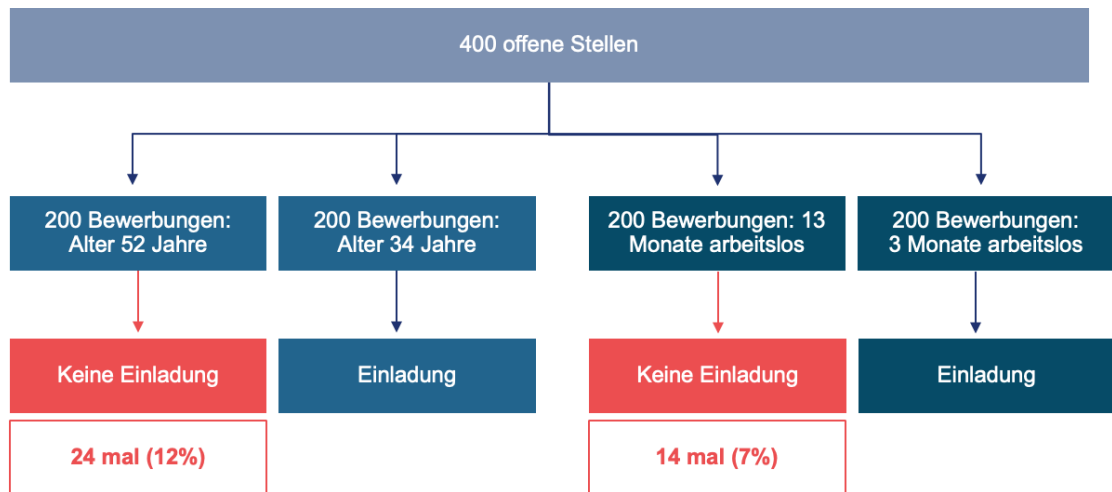 400 offene Stellen
200 Bewerbungen:
Alter 52 Jahre
200 Bewerbungen:
Alter 34 Jahre
200 Bewerbungen: 13
Monate arbeitslos
200 Bewerbungen:
3 Monate arbeitslos
Keine Einladung
Einladung
Keine Einladung
Einladung
24 mal (12%)
14 mal (7%)